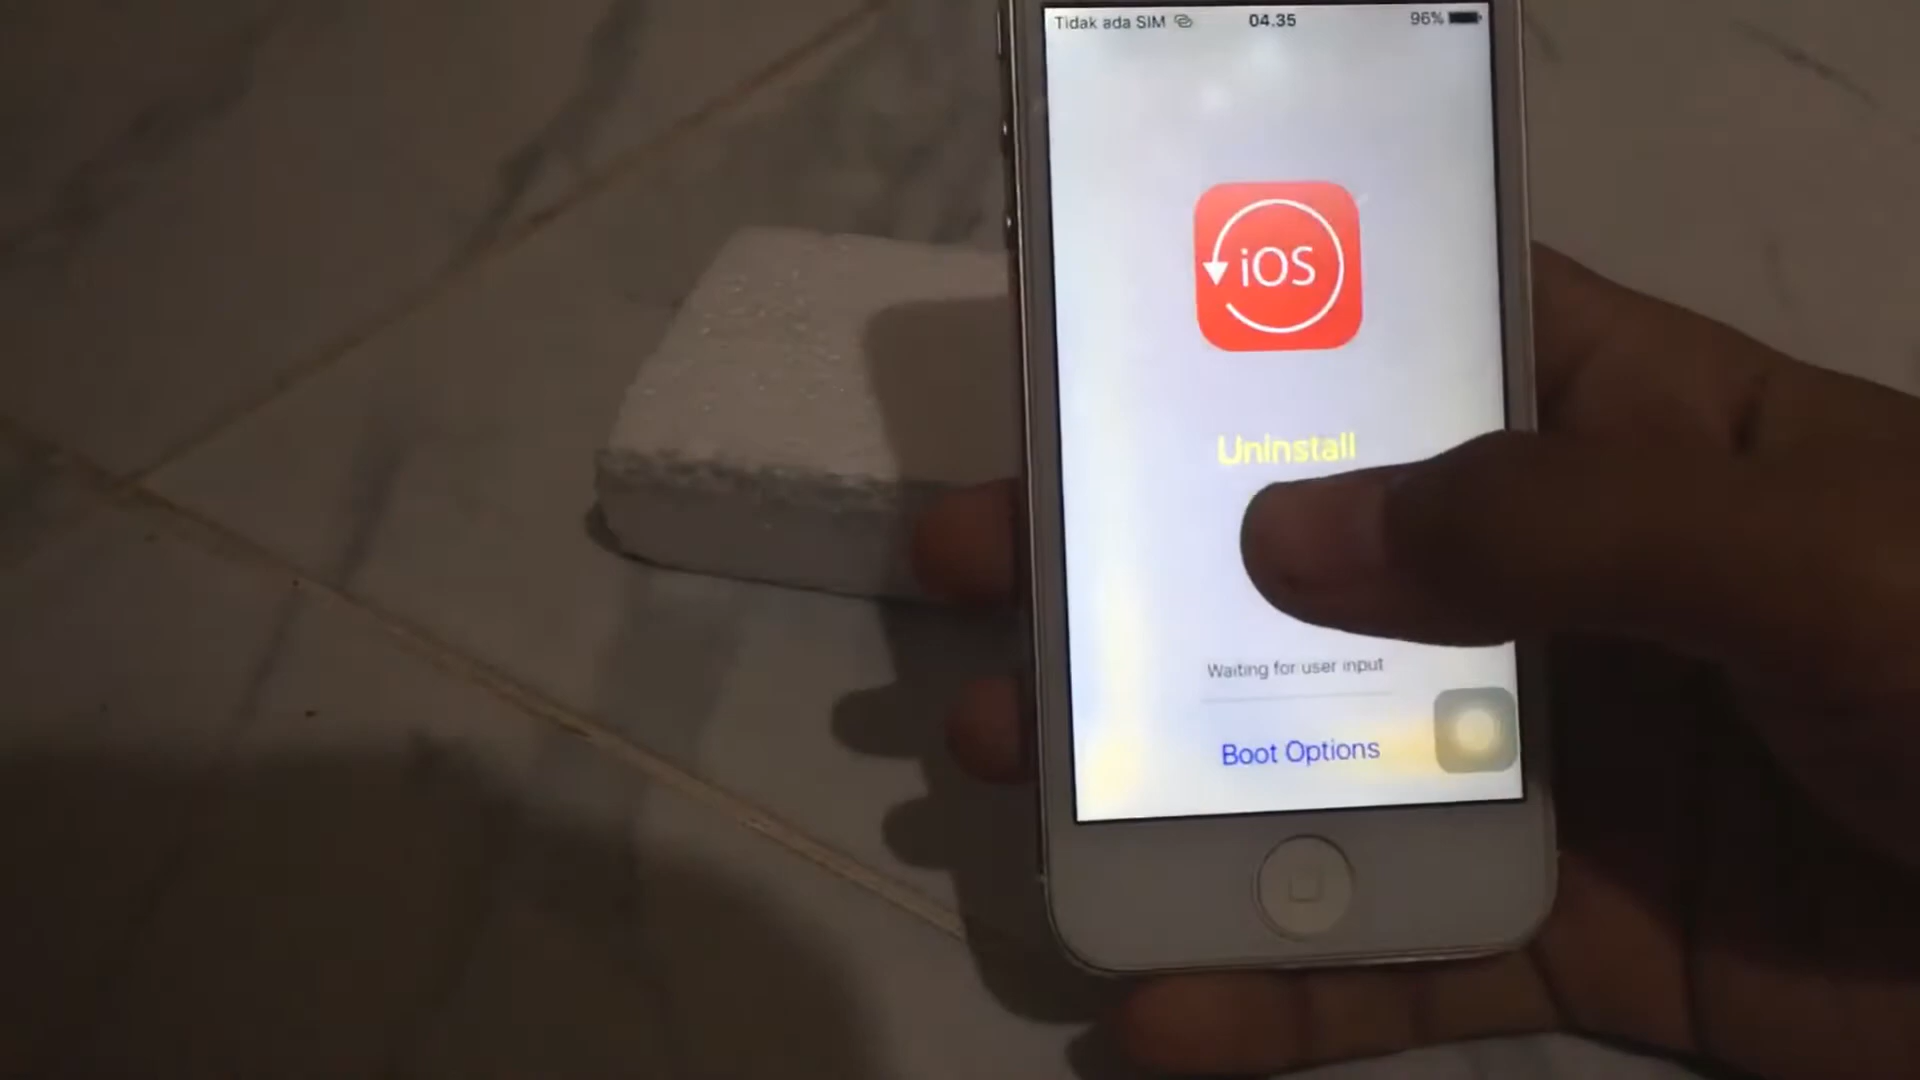 Tidak ada SIM 04.35 96%
iOS
Uninstall
Waiting for user input
Boot Options